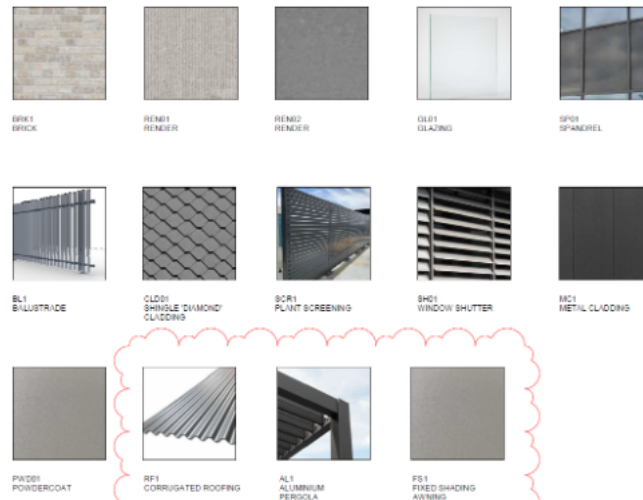 BRK1
BRICK
REN01
RENDER
REN02
RENDER
GL01
GLAZING
SP01
SPANDREL
BL1
BALUSTRADE
CLD01
SHINGLE 'DIAMOND'
CLADDING
SCR1
PLANT SCREENING
SH01
WINDOW SHUTTER
MC1
METAL CLADDING
PWD01
POWDERCOAT
RF1
CORRUGATED ROOFING
AL1
ALUMINIUM
PERGOLA
FS1
FIXED SHADING
AWNING